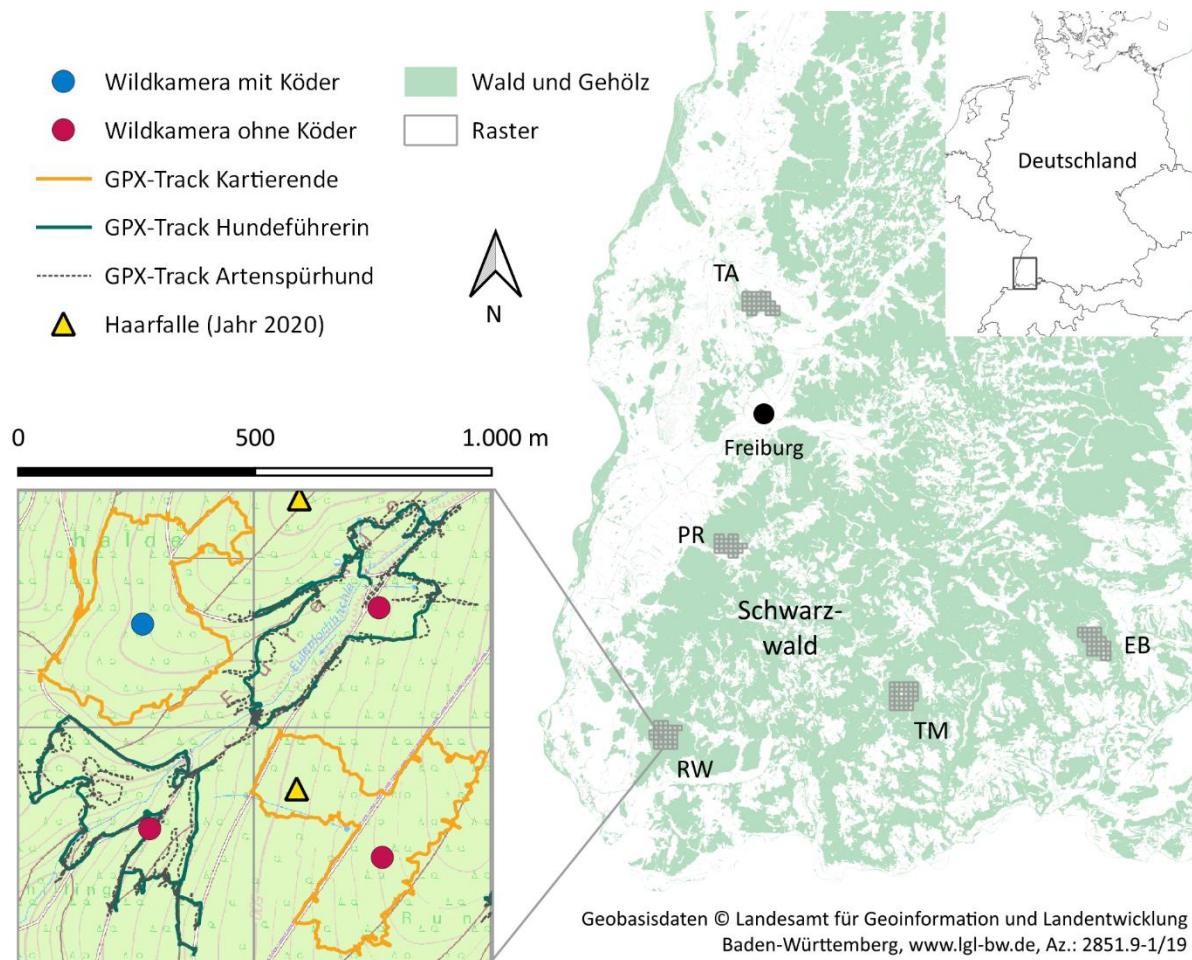 Wildkamera mit Köder
Wildkamera ohne Köder
GPX-Track Kartierende
GPX-Track Hundeführerin
GPX-Track Artenspürhund
Haarfalle (Jahr 2020)
Wald und Gehölz
Raster
N
Deutschland
TA
Freiburg
PR
Schwarz-
wald
EB
TM
RW
0
500
1.000 m
halde
Run
Geobasisdaten © Landesamt für Geoinformation und Landentwicklung
Baden-Württemberg, www.lgl-bw.de, Az.: 2851.9-1/19